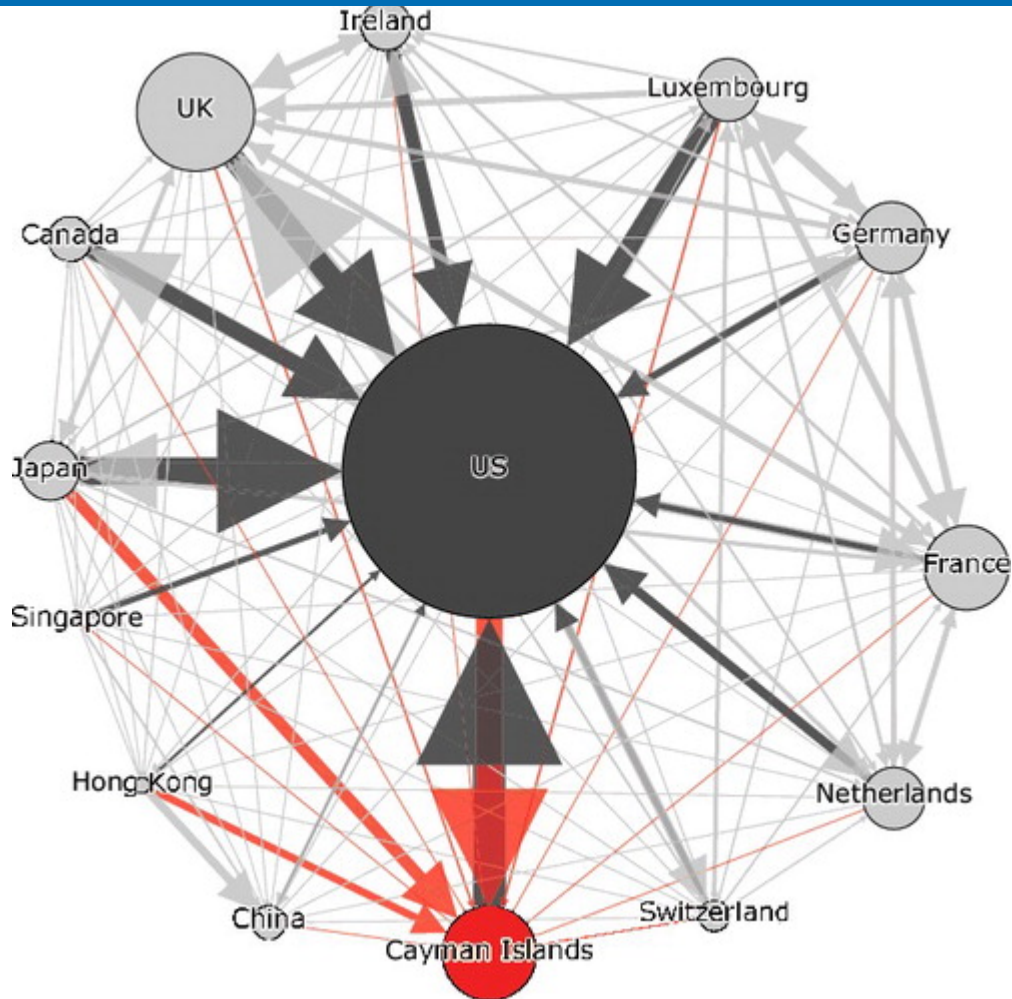 Ireland
Luxembourg
UK
Canada
Germany
Japan
US
France
Singapore
Hong Kong
Netherlands
China
Switzerland
Cayman Islands